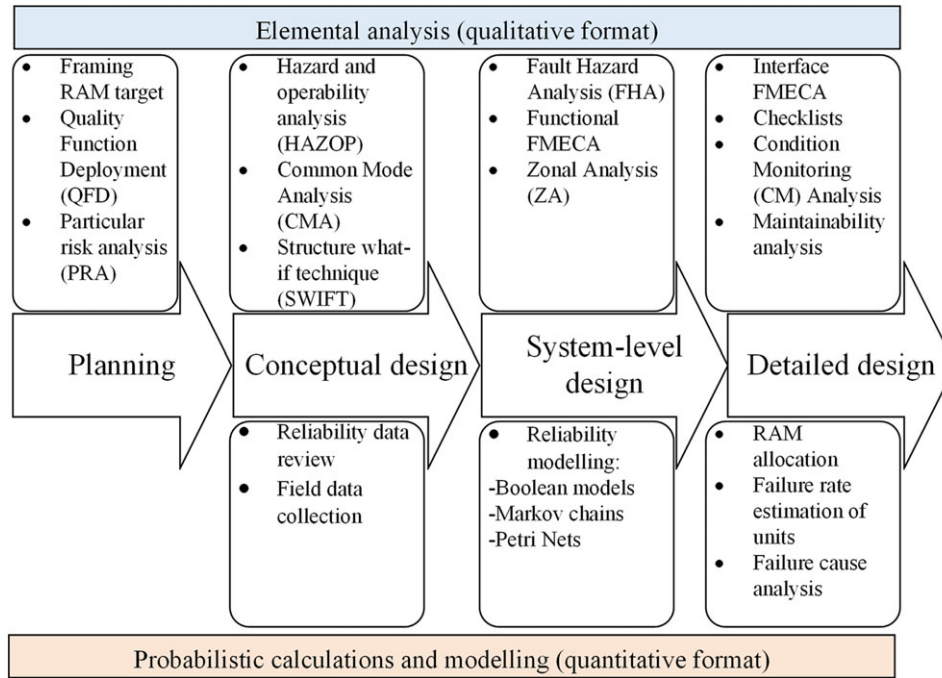 Elemental analysis (qualitative format)
• Framing
RAM target
• Quality
Function
Deployment
(QFD)
• Particular
risk analysis
(PRA)
• Hazard and
operability
analysis
(HAZOP)
• Common Mode
Analysis
(CMA)
• Structure what-
if technique
(SWIFT)
• Fault Hazard
Analysis (FHA)
• Functional
FMECA
• Zonal Analysis
(ZA)
• Interface
FMECA
• Checklists
• Condition
Monitoring
(CM) Analysis
• Maintainability
analysis
Planning
Conceptual design
System-level
design
Detailed design
• Reliability data
review
• Field data
collection
• Reliability
modelling:
-Boolean models
-Markov chains
-Petri Nets
• RAM
allocation
• Failure rate
estimation of
units
• Failure cause
analysis
Probabilistic calculations and modelling (quantitative format)